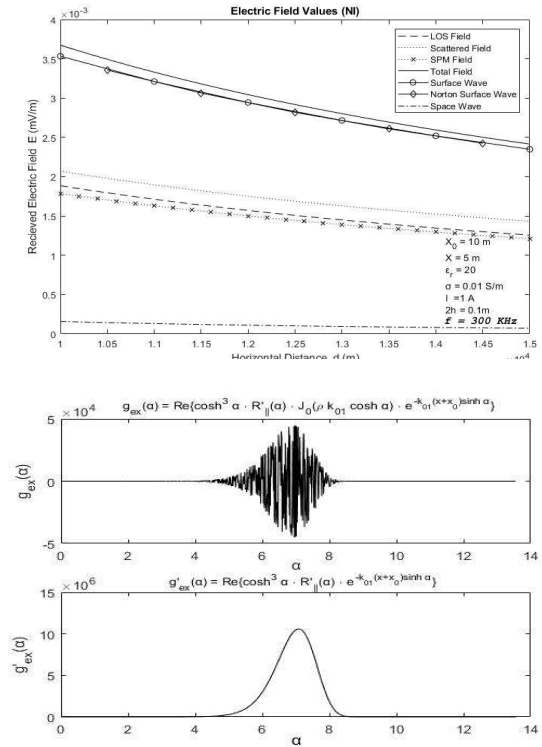 Electric Field Values (NI)
×10⁻³
4
3.5
3
2.5
2
1.5
1
0.5
0
Recieved Electric Field E (mV/m)
LOS Field
Scattered Field
SPM Field
Total Field
Surface Wave
Norton Surface Wave
Space Wave
X₀ = 10 m
X = 5 m
εᵣ = 20
σ = 0.01 S/m
I =1 A
2h = 0.1m
f = 300 KHz
1 1.05 1.1 1.15 1.2 1.25 1.3 1.35 1.4 1.45 1.5
Horizontal Distance d (m)
×10⁴
g_ex(α) = Re{cosh³ α · R'_||(α) · J₀(ρ k₀₁ cosh α) · e^{-k₀₁(x+x₀)sinh α}}
×10⁴
5
0
-5
g_ex(α)
0 2 4 6 8 10 12 14
α
g'_ex(α) = Re{cosh³ α · R'_||(α) · e^{-k₀₁(x+x₀)sinh α}}
×10⁶
15
10
5
0
g'_ex(α)
0 2 4 6 8 10 12 14
α